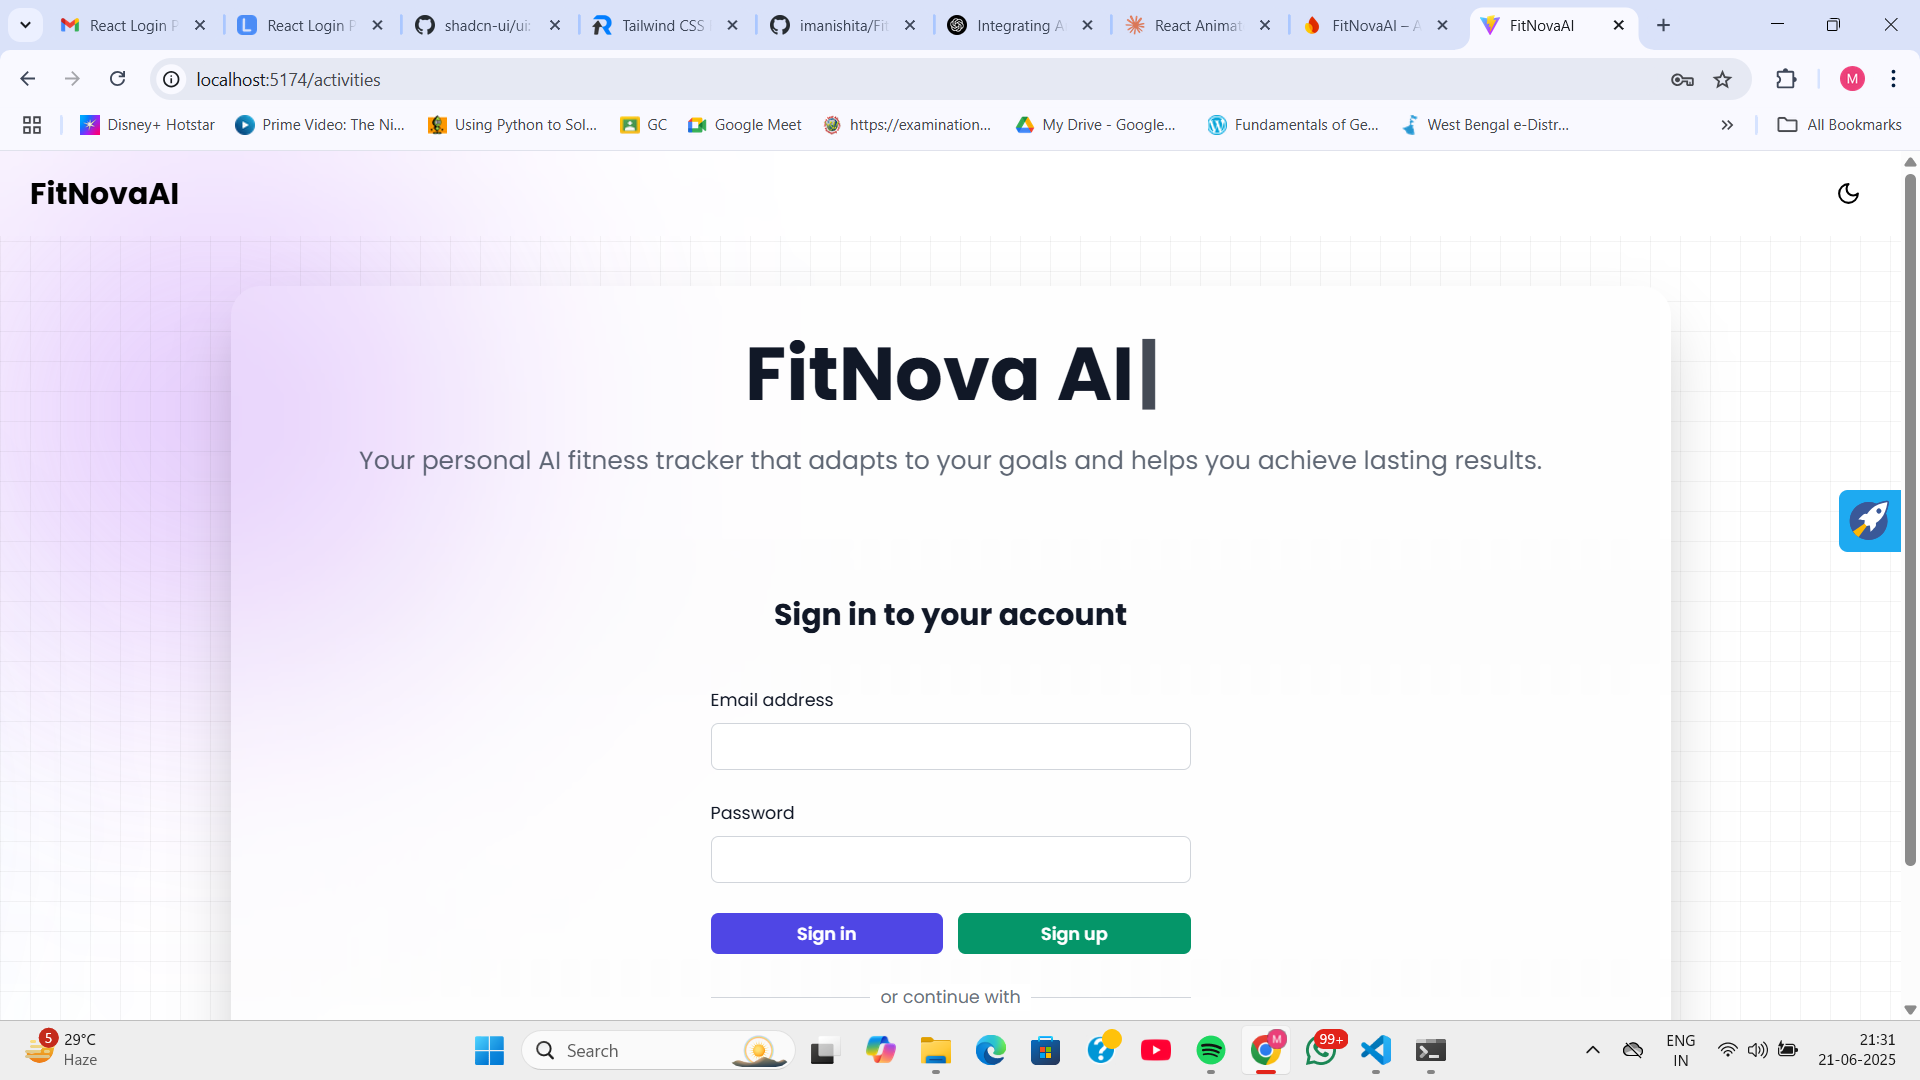 React Login P
React Login P
shadcn-ui/ui:
Tailwind CSS
imanishita/Fit
Integrating A
React Animat
FitNovaAI – A
FitNovaAI
localhost:5174/activities
M
Disney+ Hotstar
Prime Video: The Ni...
Using Python to Sol...
GC
Google Meet
https://examination...
My Drive - Google...
Fundamentals of Ge...
West Bengal e-Distr...
All Bookmarks
FitNovaAI
FitNova AI
Your personal AI fitness tracker that adapts to your goals and helps you achieve lasting results.
Sign in to your account
Email address
Password
Sign in
Sign up
or continue with
5
29°C
Haze
Search
M
99+
ENG
IN
21:31
21-06-2025